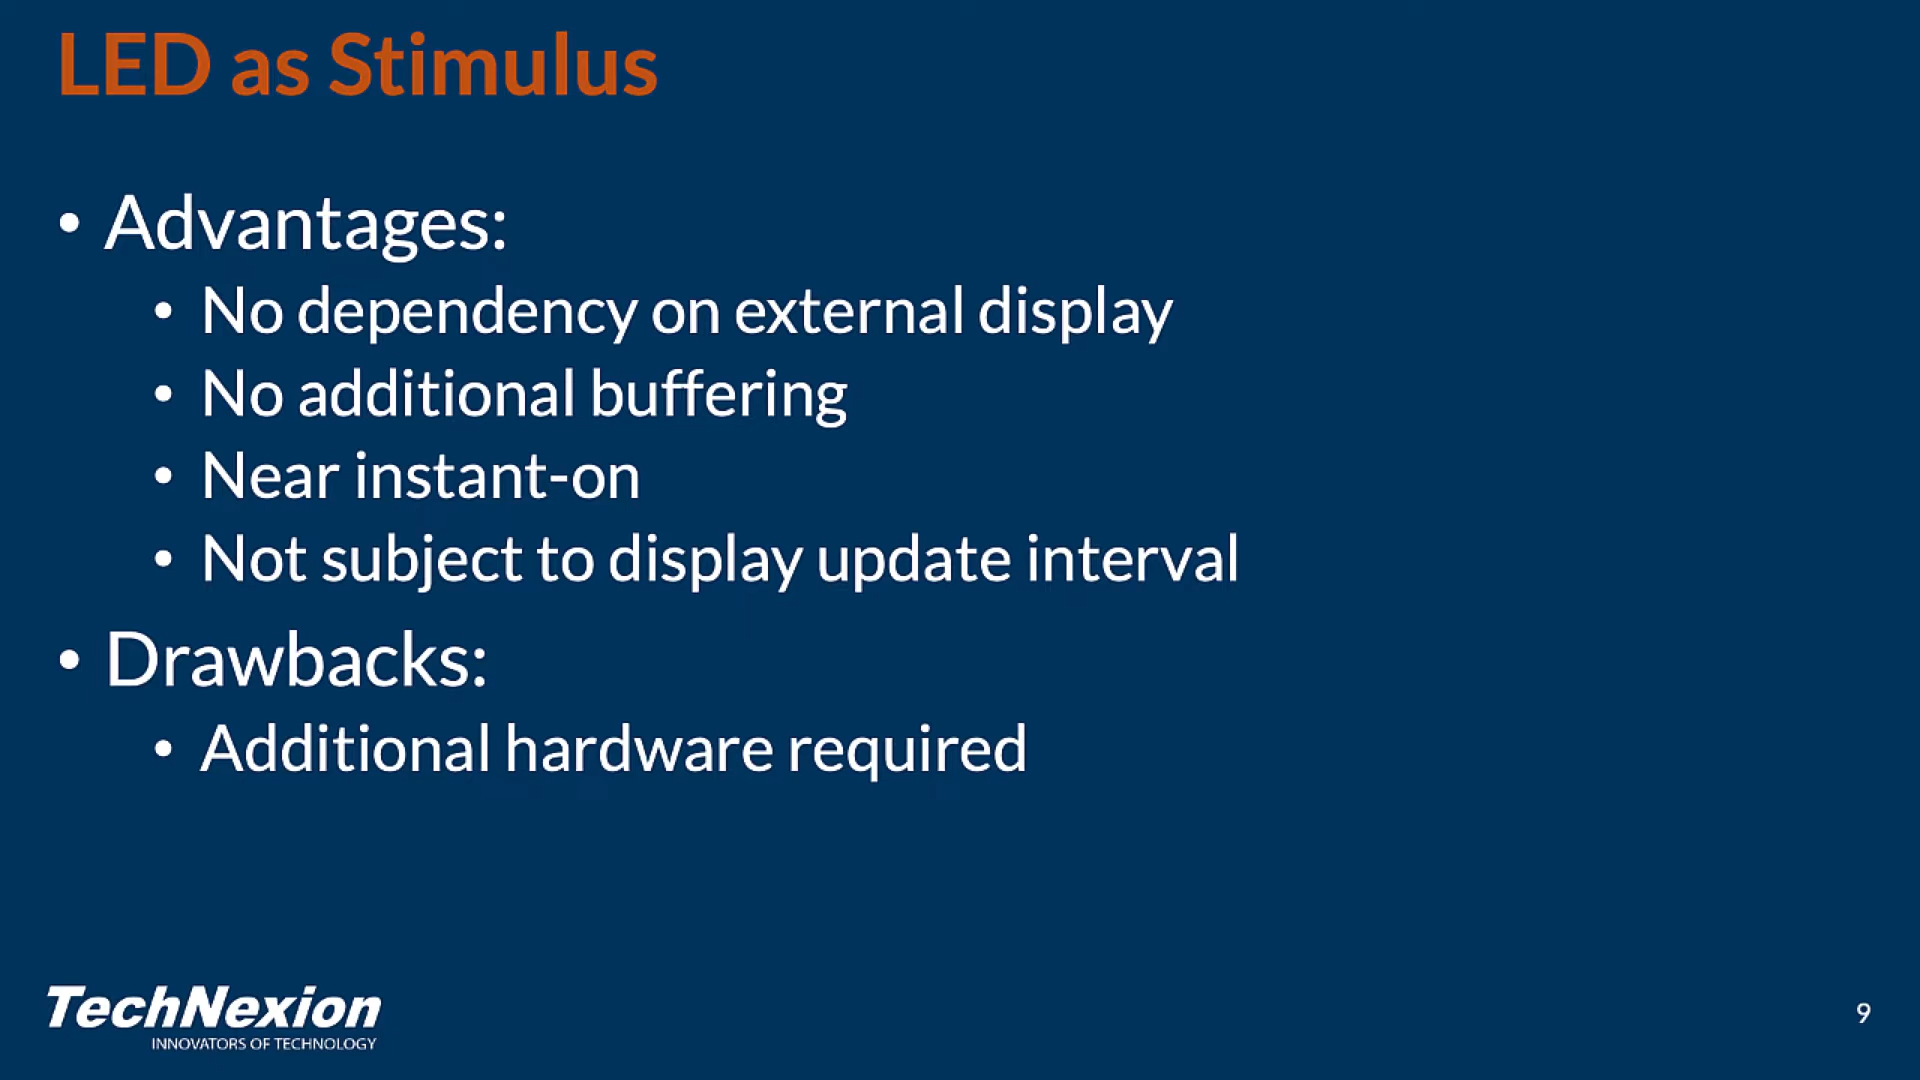 LED as Stimulus
• Advantages:
• No dependency on external display
• No additional buffering
• Near instant-on
• Not subject to display update interval
• Drawbacks:
• Additional hardware required
TechNexion
INNOVATORS OF TECHNOLOGY
9